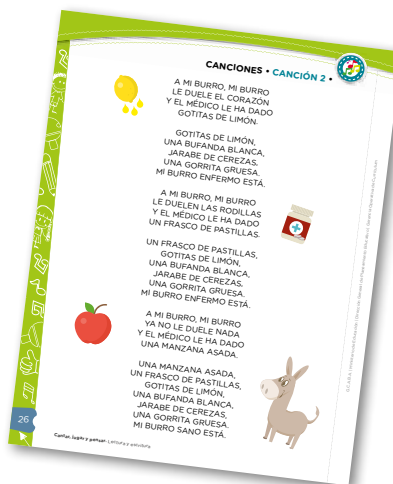 CANCIONES • CANCIÓN 2 •
A MI BURRO, MI BURRO
LE DUELE EL CORAZÓN
Y EL MÉDICO LE HA DADO
GOTITAS DE LIMÓN.
GOTITAS DE LIMÓN,
UNA BUFANDA BLANCA,
JARABE DE CEREZAS,
UNA GORRITA GRUESA.
MI BURRO ENFERMO ESTÁ.
A MI BURRO, MI BURRO
LE DUELEN LAS RODILLAS
Y EL MÉDICO LE HA DADO
UN FRASCO DE PASTILLAS.
UN FRASCO DE PASTILLAS,
GOTITAS DE LIMÓN,
UNA BUFANDA BLANCA,
JARABE DE CEREZAS,
UNA GORRITA GRUESA.
MI BURRO ENFERMO ESTÁ.
A MI BURRO, MI BURRO
YA NO LE DUELE NADA
Y EL MÉDICO LE HA DADO
UNA MANZANA ASADA.
UNA MANZANA ASADA,
UN FRASCO DE PASTILLAS,
GOTITAS DE LIMÓN,
UNA BUFANDA BLANCA,
JARABE DE CEREZAS,
UNA GORRITA GRUESA.
MI BURRO SANO ESTÁ.
26
Cantar, jugar y pensar. Lectura y escritura